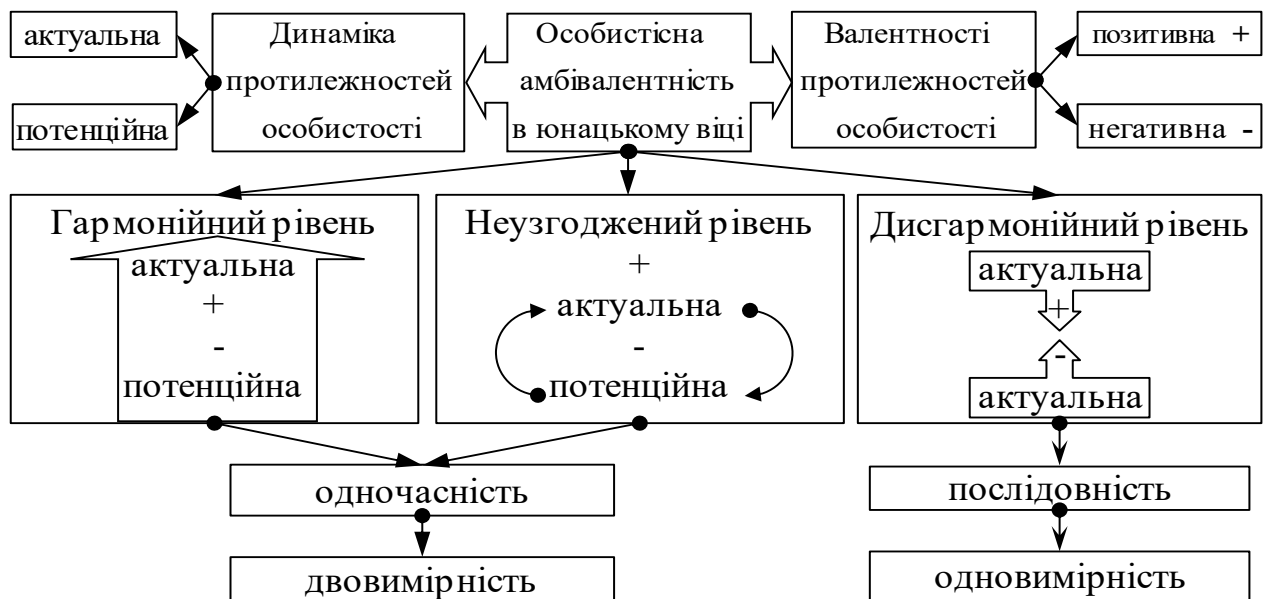 актуальна
потенційна
Динаміка
протилежностей
особистості
Особистісна
амбівалентність
в юнацькому віці
Валентності
протилежностей
особистості
позитивна +
негативна -
Гармонійний рівень
актуальна
+
-
потенційна
Неузгоджений рівень
+
актуальна
-
потенційна
Дисгармонійний рівень
актуальна
+
-
актуальна
одночасність
двовимірність
послідовність
одновимірність